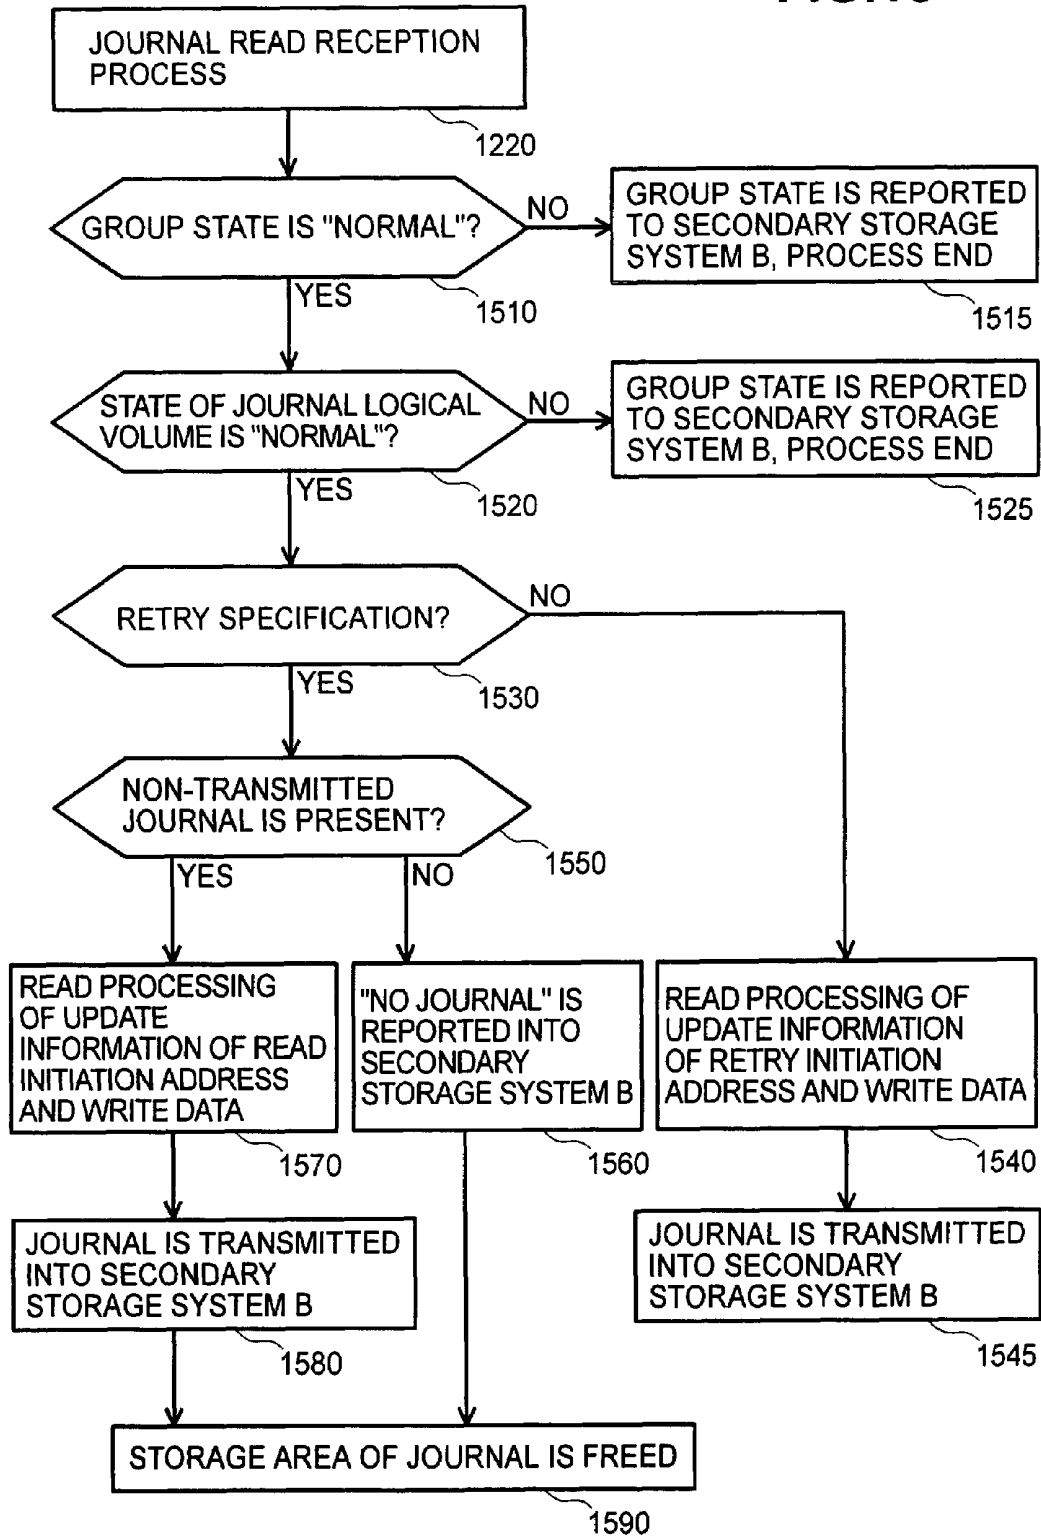 JOURNAL READ RECEPTION
PROCESS
1220
GROUP STATE IS "NORMAL"?
NO
GROUP STATE IS REPORTED
TO SECONDARY STORAGE
SYSTEM B, PROCESS END
YES
1510
1515
STATE OF JOURNAL LOGICAL
VOLUME IS "NORMAL"?
NO
GROUP STATE IS REPORTED
TO SECONDARY STORAGE
SYSTEM B, PROCESS END
YES
1520
1525
RETRY SPECIFICATION?
NO
YES
1530
NON-TRANSMITTED
JOURNAL IS PRESENT?
1550
YES
NO
READ PROCESSING
OF UPDATE
INFORMATION OF READ
INITIATION ADDRESS
AND WRITE DATA
"NO JOURNAL" IS
REPORTED INTO
SECONDARY
STORAGE SYSTEM B
READ PROCESSING OF
UPDATE INFORMATION
OF RETRY INITIATION
ADDRESS AND WRITE DATA
1570
1560
1540
JOURNAL IS TRANSMITTED
INTO SECONDARY
STORAGE SYSTEM B
JOURNAL IS TRANSMITTED
INTO SECONDARY
STORAGE SYSTEM B
1580
1545
STORAGE AREA OF JOURNAL IS FREED
1590